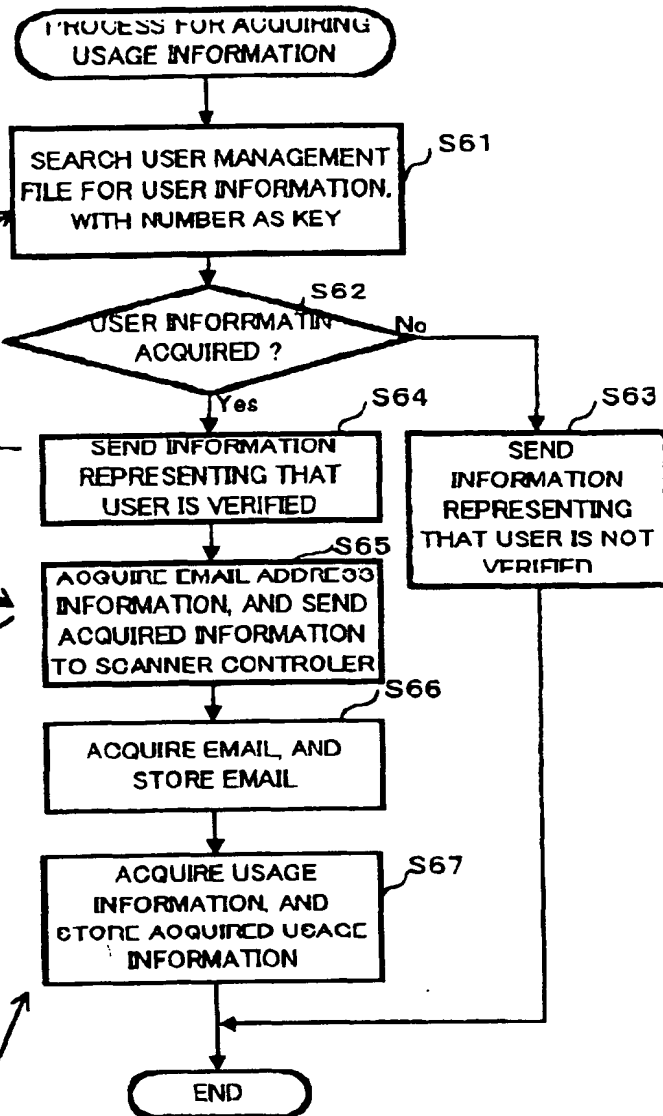 PROCESS FOR ACQUIRING
USAGE INFORMATION
S61
SEARCH USER MANAGEMENT
FILE FOR USER INFORMATION,
WITH NUMBER AS KEY
S62
USER INFORRMATIN
ACQUIRED ?
No
Yes
S64
SEND INFORMATION
REPRESENTING THAT
USER IS VERIFIED
S63
SEND
INFORMATION
REPRESENTING
THAT USER IS NOT
VERIFIED
S65
ACQUIRE EMAIL ADDRESS
INFORMATION, AND SEND
ACQUIRED INFORMATION
TO SCANNER CONTROLER
S66
ACQUIRE EMAIL, AND
STORE EMAIL
S67
ACQUIRE USAGE
INFORMATION, AND
STORE ACQUIRED USAGE
INFORMATION
END